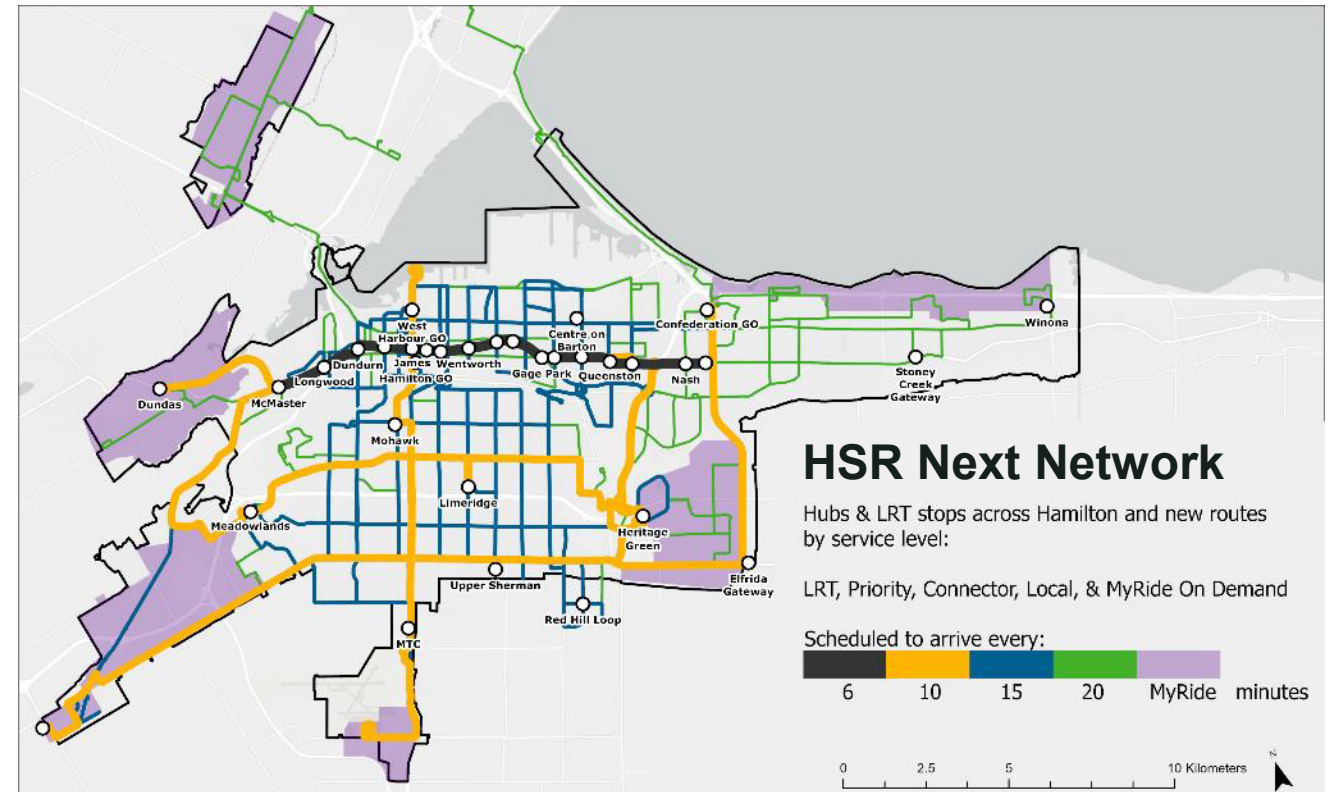 West
Harbour GO
Centre on
Barton
Confederation GO
Winona
Dundurn
James
Wentworth
Longwood
Hamilton GO
Gage Park
Queenston
Nash
Stoney
Creek
Gateway
Dundas
McMaster
Mohawk
HSR Next Network
Limeridge
Meadowlands
Heritage
Green
Hubs & LRT stops across Hamilton and new routes
by service level:
Upper Sherman
Elfrida
Gateway
LRT, Priority, Connector, Local, & MyRide On Demand
Red Hill Loop
MTC
Scheduled to arrive every:
6 10 15 20 MyRide minutes
0 2.5 5 10 Kilometers